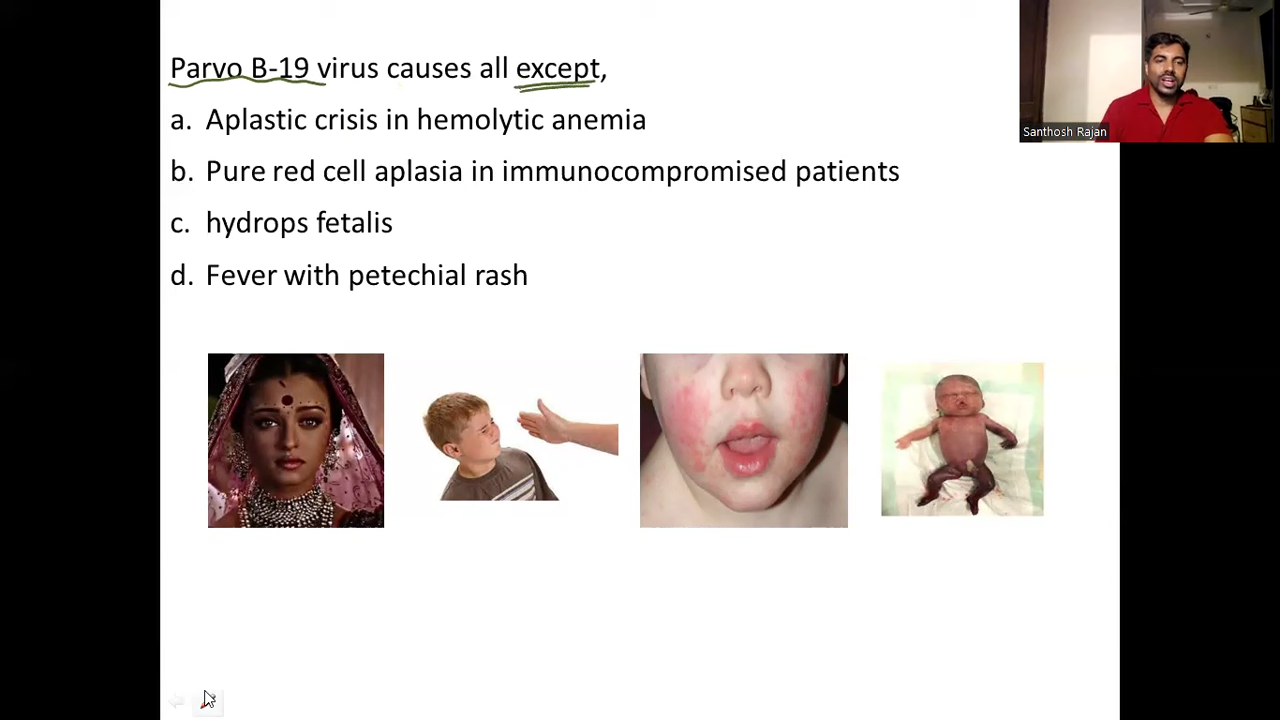 Parvo B-19 virus causes all except,
a. Aplastic crisis in hemolytic anemia
b. Pure red cell aplasia in immunocompromised patients
c. hydrops fetalis
d. Fever with petechial rash
Santhosh Rajan